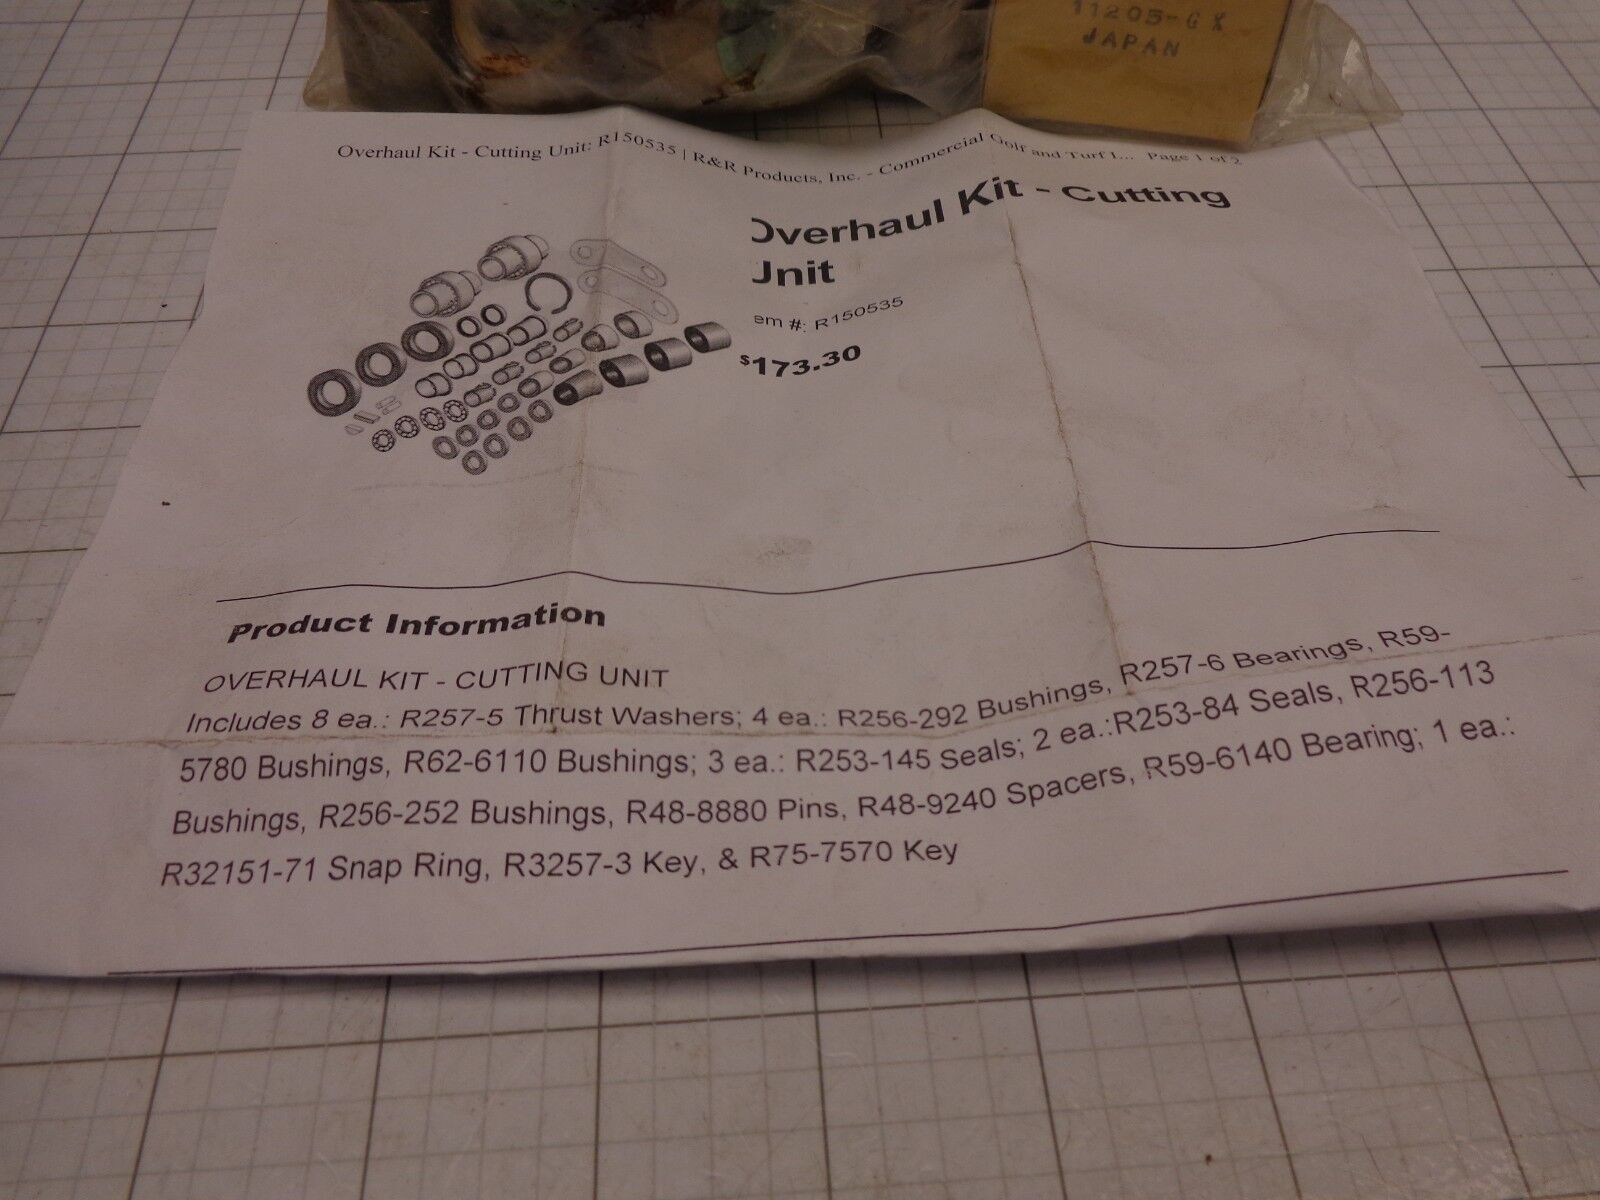 11205-GX
JAPAN
Overhaul Kit - Cutting Unit: R150535 | R&R Products, Inc. - Commercial Golf and Turf I... Page 1 of 2
Overhaul Kit - Cutting
Unit
em #: R150535
$173.30
Product Information
OVERHAUL KIT - CUTTING UNIT
Includes 8 ea.: R257-5 Thrust Washers; 4 ea.: R256-292 Bushings, R257-6 Bearings, R59-
5780 Bushings, R62-6110 Bushings; 3 ea.: R253-145 Seals; 2 ea.:R253-84 Seals, R256-113
Bushings, R256-252 Bushings, R48-8880 Pins, R48-9240 Spacers, R59-6140 Bearing; 1 ea.:
R32151-71 Snap Ring, R3257-3 Key, & R75-7570 Key